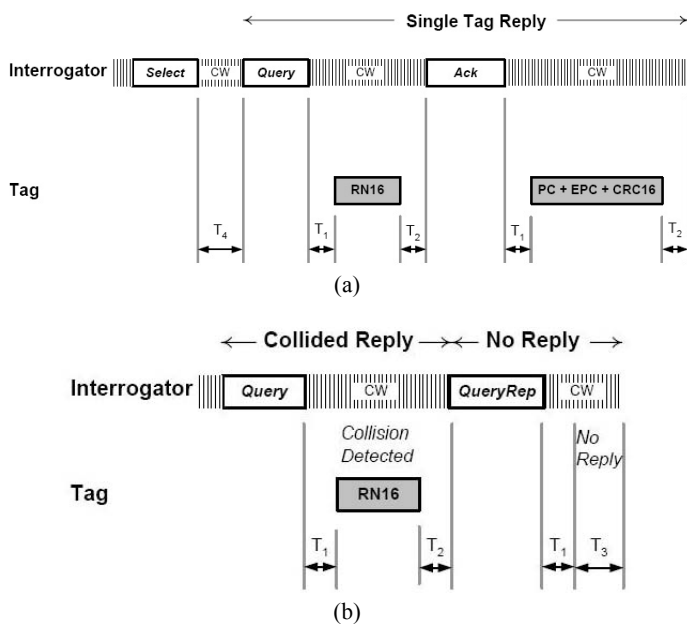 Single Tag Reply
Interrogator Select CW Query CW Ack CW
Tag RN16 PC + EPC + CRC16
T4 T1 T2 T1 T2
(a)
Collided Reply No Reply
Interrogator Query CW QueryRep CW
Collision Detected No Reply
Tag RN16
T1 T2 T1 T3
(b)